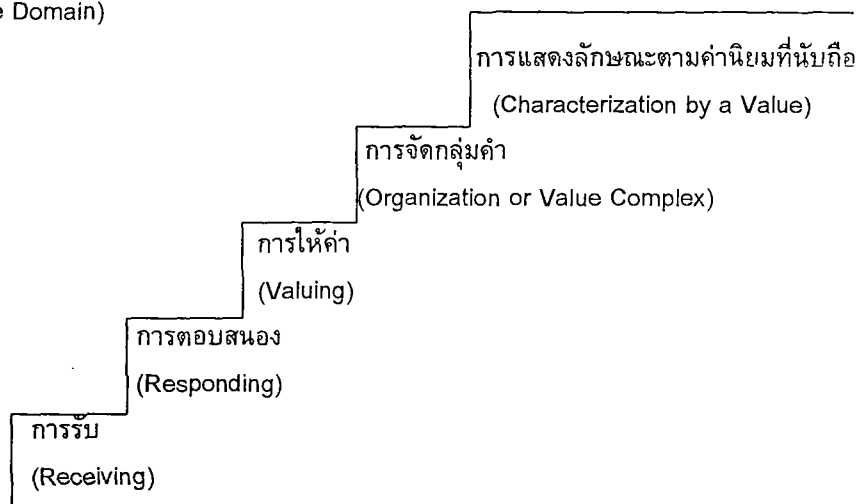 e Domain)
การแสดงลักษณะตามค่านิยมที่นับถือ
(Characterization by a Value)
การจัดกลุ่มคำ
(Organization or Value Complex)
การให้ค่า
(Valuing)
การตอบสนอง
(Responding)
การรับ
(Receiving)